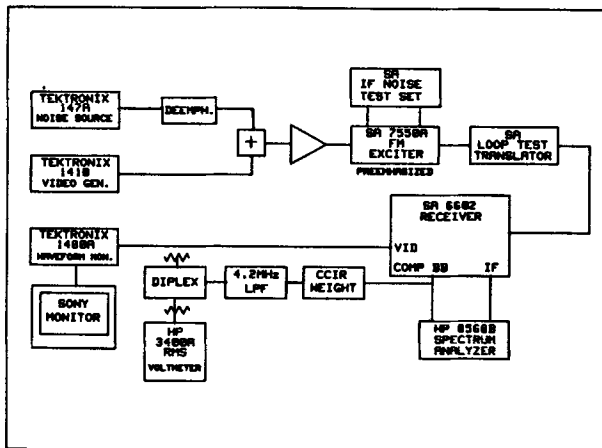 SA
IF NOISE
TEST SET
TEKTRONIX
147A
NOISE SOURCE
DEEMPH.
+
SA 7550A
FM
EXCITER
PREEMHASIZED
SA
LOOP TEST
TRANSLATOR
TEKTRONIX
1410
VIDEO GEN.
SA 6602
RECEIVER
VID
COMP BB
IF
TEKTRONIX
1480A
WAVEFORM MON.
SONY
MONITOR
DIPLEX
4.2MHz
LPF
CCIR
WEIGHT
HP
3400A
RMS
VOLTMETER
HP 8568B
SPECTRUM
ANALYZER